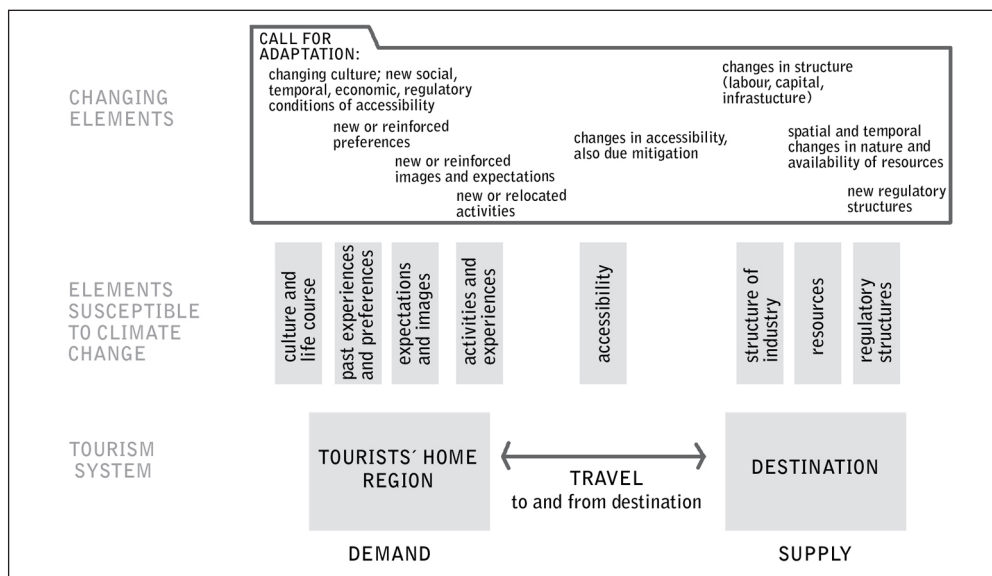 CALL FOR
ADAPTATION:
changing culture; new social,
temporal, economic, regulatory
conditions of accessibility
new or reinforced
preferences
new or reinforced
images and expectations
new or relocated
activities
changes in accessibility,
also due mitigation
changes in structure
(labour, capital,
infrastucture)
spatial and temporal
changes in nature and
availability of resources
new regulatory
structures
CHANGING
ELEMENTS
ELEMENTS
SUSCEPTIBLE
TO CLIMATE
CHANGE
culture and
life course
past experiences
and preferences
expectations
and images
activities and
experiences
accessibility
structure of
industry
resources
regulatory
structures
TOURISM
SYSTEM
TOURISTS´ HOME
REGION
TRAVEL
to and from destination
DESTINATION
DEMAND
SUPPLY